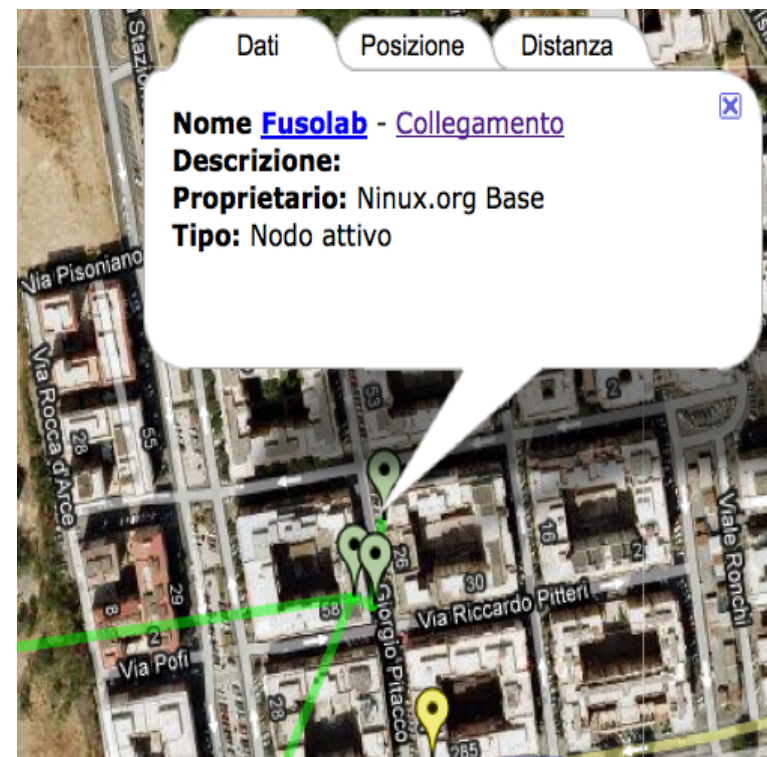 Dati Posizione Distanza
Nome Fusolab - Collegamento
Descrizione:
Proprietario: Ninux.org Base
Tipo: Nodo attivo
Via Pisoniano
Via Rocca d'Arce
28
55
53
2
16
2
Viale Ronchi
26
30
Via Riccardo Pitteri
58
Giorgio Pitacco
8
29
2
Via Pofi
28
285